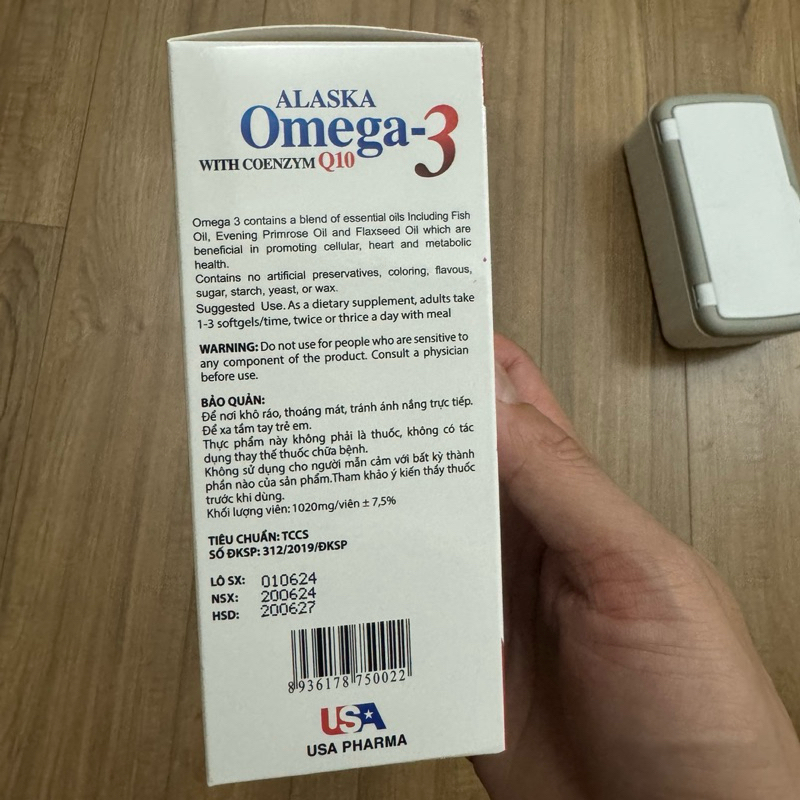 ALASKA
Omega-3
WITH COENZYM Q10
Omega 3 contains a blend of essential oils Including Fish
Oil, Evening Primrose Oil and Flaxseed Oil which are
beneficial in promoting cellular, heart and metabolic
health.
Contains no artificial preservatives, coloring, flavous,
sugar, starch, yeast, or wax.
Suggested Use. As a dietary supplement, adults take
1-3 softgels/time, twice or thrice a day with meal
WARNING: Do not use for people who are sensitive to
any component of the product. Consult a physician
before use.
BẢO QUẢN:
Để nơi khô ráo, thoáng mát, tránh ánh nắng trực tiếp.
Để xa tầm tay trẻ em.
Thực phẩm này không phải là thuốc, không có tác
dụng thay thế thuốc chữa bệnh.
Không sử dụng cho người mẫn cảm với bất kỳ thành
phần nào của sản phẩm.Tham khảo ý kiến thầy thuốc
trước khi dùng.
Khối lượng viên: 1020mg/viên ± 7,5%
TIÊU CHUẨN: TCCS
SỐ ĐKSP: 312/2019/ĐKSP
LÔ SX: 010624
NSX: 200624
HSD: 200627
8936178750022
USA
USA PHARMA